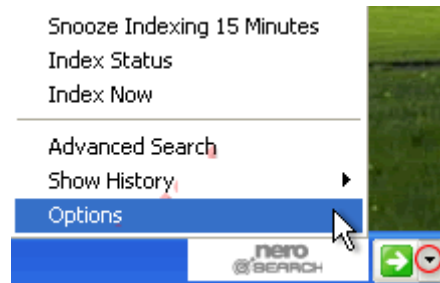 Snooze Indexing 15 Minutes
Index Status
Index Now
Advanced Search
Show History
Options
nero
SEARCH